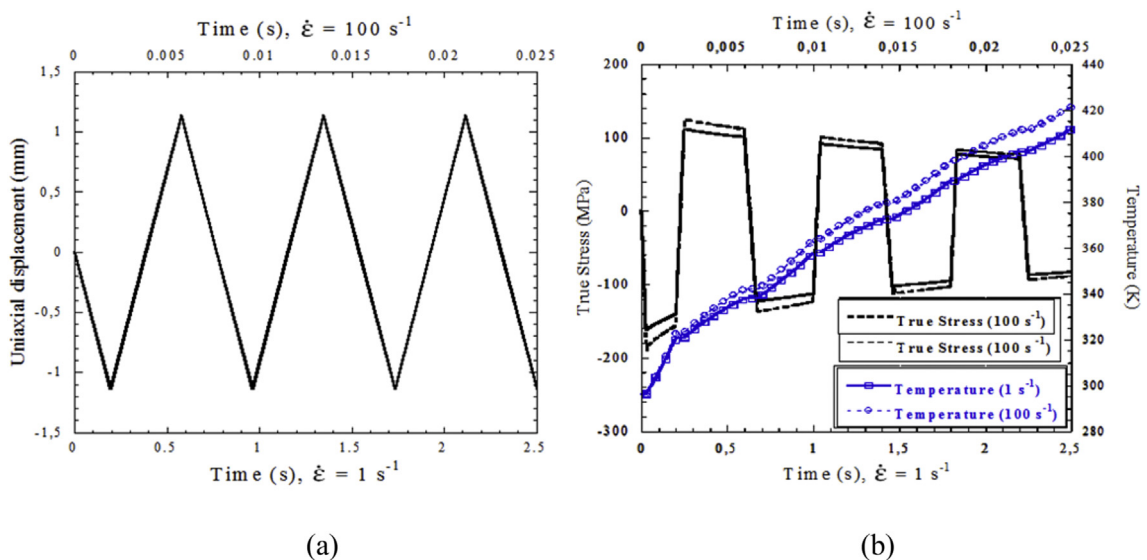 Time (s), ε̇ = 100 s⁻¹
0 0.005 0.01 0.015 0.02 0.025
1,5
1
0,5
0
-0,5
-1
-1,5
Uniaxial displacement (mm)
0 0.5 1 1.5 2 2.5
Time (s), ε̇ = 1 s⁻¹
(a)
Time (s), ε̇ = 100 s⁻¹
0 0,005 0,01 0,015 0,02 0,025
200
100
0
-100
-200
-300
True Stress (MPa)
440
420
400
380
360
340
320
300
280
Temperature (K)
True Stress (100 s⁻¹)
True Stress (100 s⁻¹)
Temperature (1 s⁻¹)
Temperature (100 s⁻¹)
0 0,5 1 1,5 2 2,5
Time (s), ε̇ = 1 s⁻¹
(b)